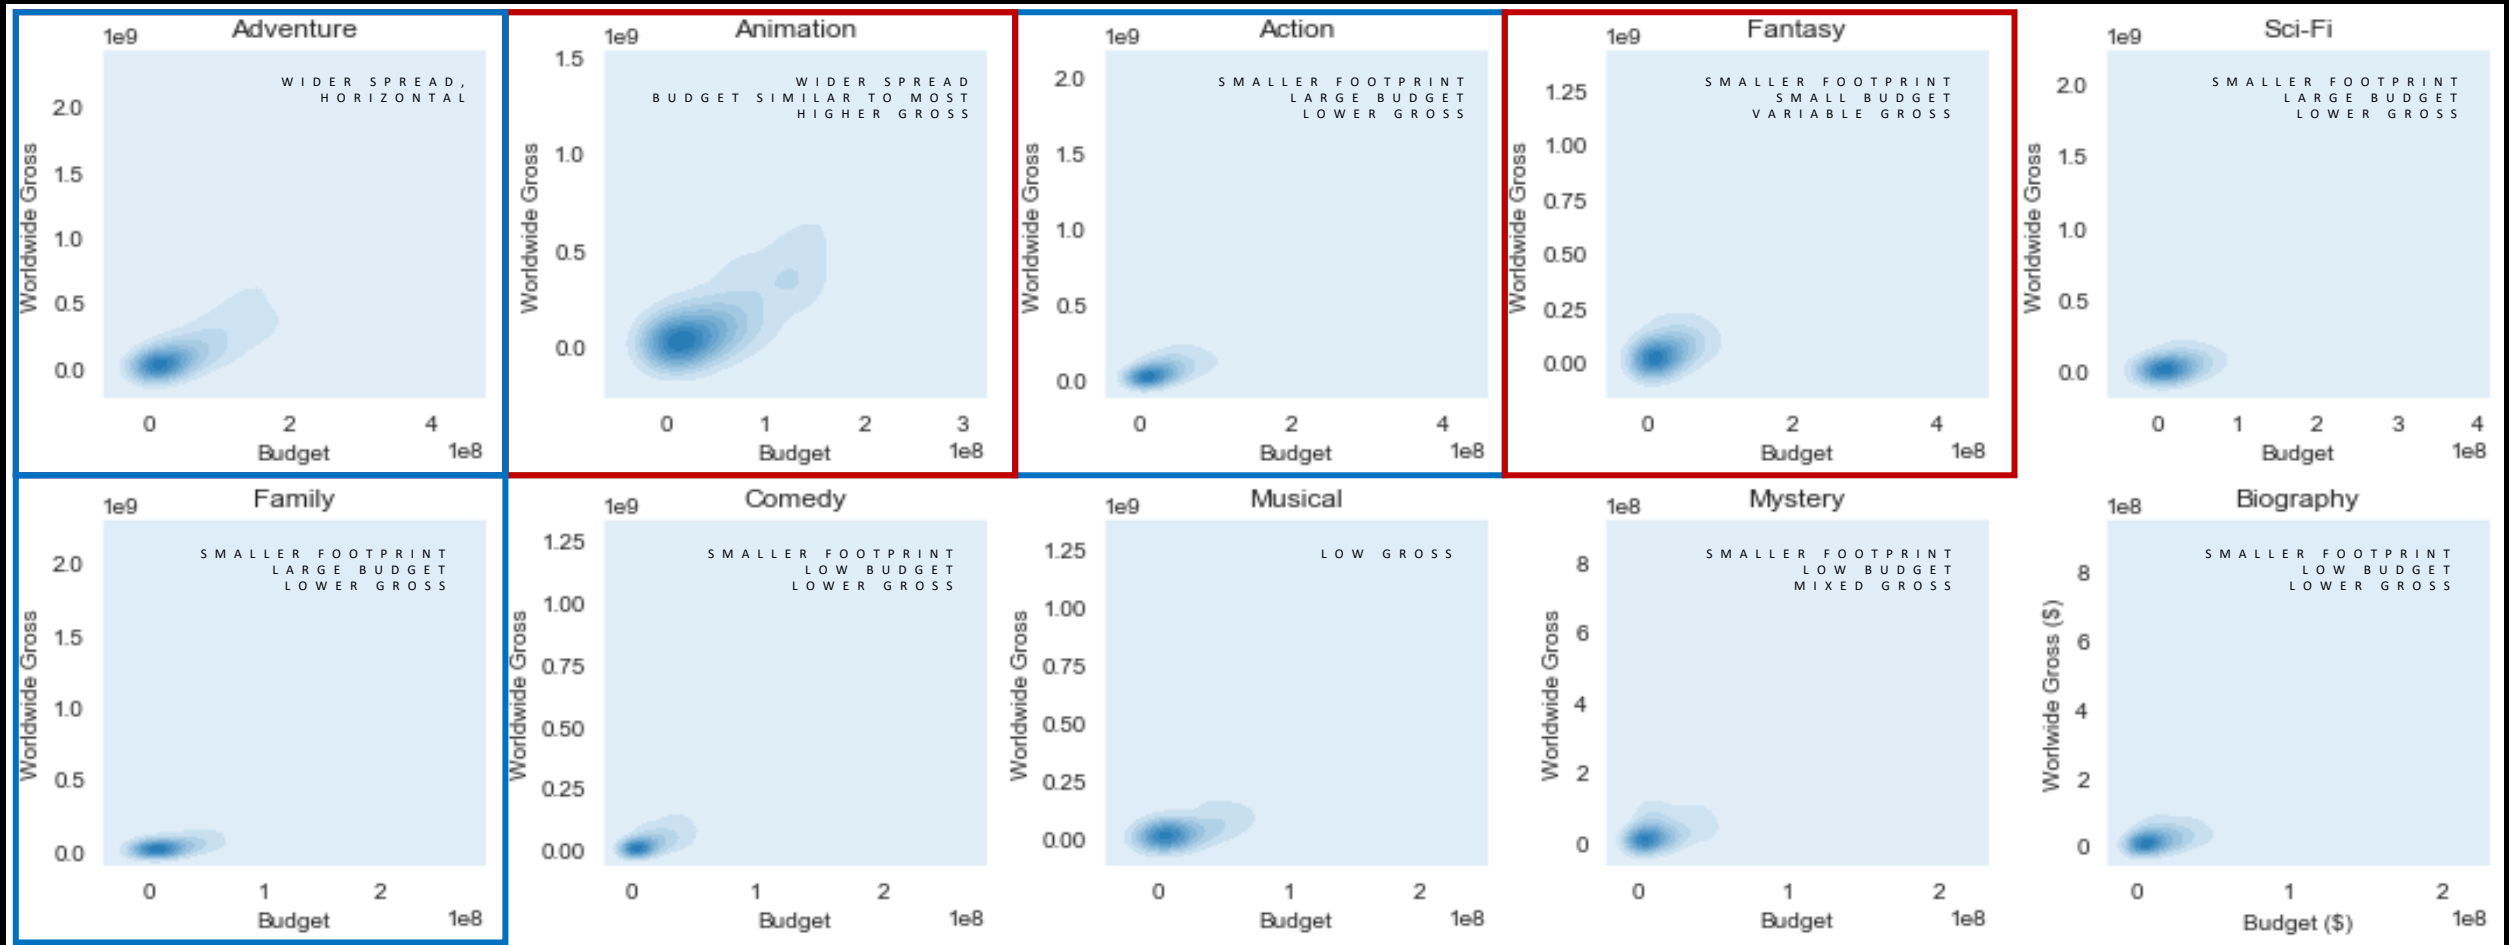 Adventure
1e9
WIDER SPREAD,
HORIZONTAL
2.0
1.5
1.0
0.5
0.0
Worldwide Gross
0 2 4
1e8
Budget
Animation
1e9
WIDER SPREAD
BUDGET SIMILAR TO MOST
HIGHER GROSS
1.5
1.0
0.5
0.0
Worldwide Gross
0 1 2 3
1e8
Budget
Action
1e9
SMALLER FOOTPRINT
LARGE BUDGET
LOWER GROSS
2.0
1.5
1.0
0.5
0.0
Worldwide Gross
0 2 4
1e8
Budget
Fantasy
1e9
SMALLER FOOTPRINT
SMALL BUDGET
VARIABLE GROSS
1.25
1.00
0.75
0.50
0.25
0.00
Worldwide Gross
0 2 4
1e8
Budget
Sci-Fi
1e9
SMALLER FOOTPRINT
LARGE BUDGET
LOWER GROSS
2.0
1.5
1.0
0.5
0.0
Worldwide Gross
0 1 2 3 4
1e8
Budget
Family
1e9
SMALLER FOOTPRINT
LARGE BUDGET
LOWER GROSS
2.0
1.5
1.0
0.5
0.0
Worldwide Gross
0 1 2
1e8
Budget
Comedy
1e9
SMALLER FOOTPRINT
LOW BUDGET
LOWER GROSS
1.25
1.00
0.75
0.50
0.25
0.00
Worldwide Gross
0 1 2
1e8
Budget
Musical
1e9
LOW GROSS
1.25
1.00
0.75
0.50
0.25
0.00
Worldwide Gross
0 1 2
1e8
Budget
Mystery
1e8
SMALLER FOOTPRINT
LOW BUDGET
MIXED GROSS
8
6
4
2
0
Worldwide Gross
0 1 2
1e8
Budget
Biography
1e8
SMALLER FOOTPRINT
LOW BUDGET
LOWER GROSS
8
6
4
2
0
Worlwide Gross ($)
0 1 2
1e8
Budget ($)